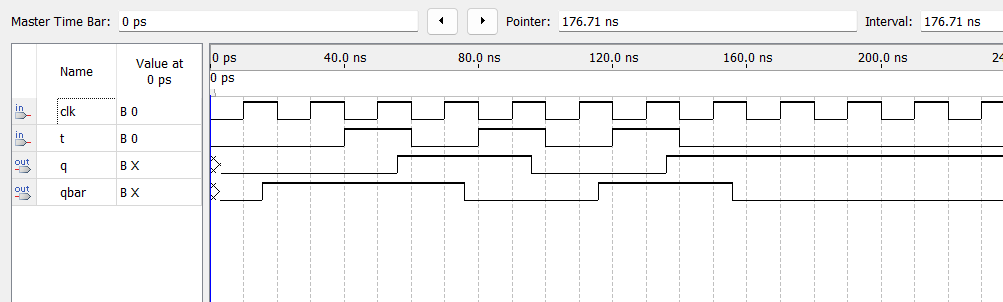 Master Time Bar: 0 ps Pointer: 176.71 ns Interval: 176.71 ns
Name Value at 0 ps
0 ps 40.0 ns 80.0 ns 120.0 ns 160.0 ns 200.0 ns 24
0 ps
in clk B 0
in t B 0
out q B X
out qbar B X